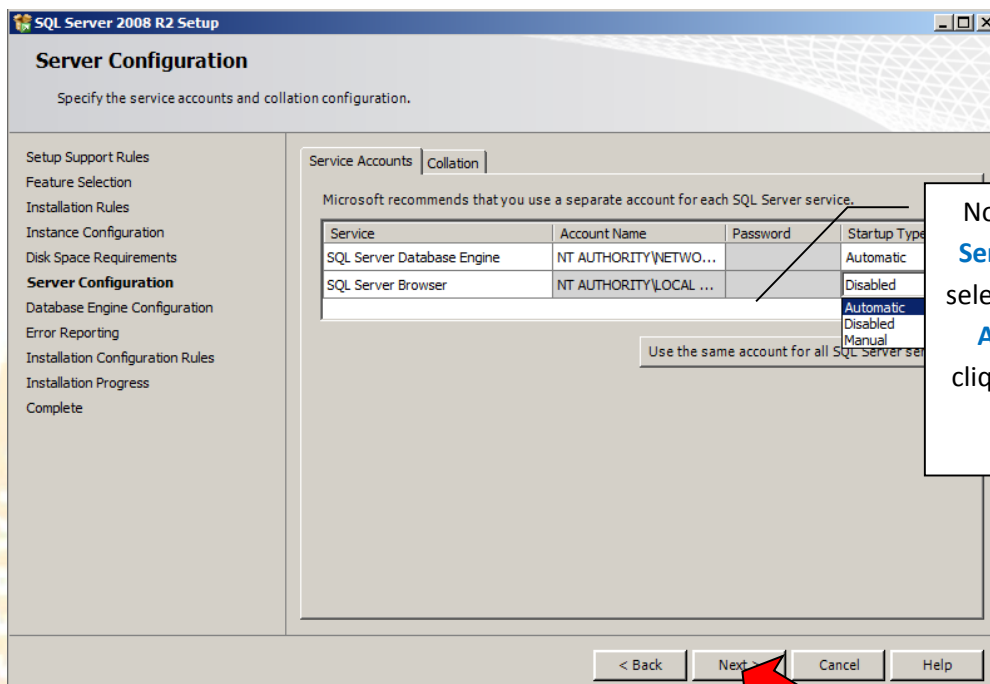 SQL Server 2008 R2 Setup
Server Configuration
Specify the service accounts and collation configuration.
Setup Support Rules
Feature Selection
Installation Rules
Instance Configuration
Disk Space Requirements
Server Configuration
Database Engine Configuration
Error Reporting
Installation Configuration Rules
Installation Progress
Complete
Service Accounts
Collation
Microsoft recommends that you use a separate account for each SQL Server service.
Service Account Name Password Startup Type
SQL Server Database Engine NT AUTHORITY\NETWO... Automatic
SQL Server Browser NT AUTHORITY\LOCAL ... Disabled
Automatic
Disabled
Manual
Use the same account for all SQL Server
< Back
Next >
Cancel
Help